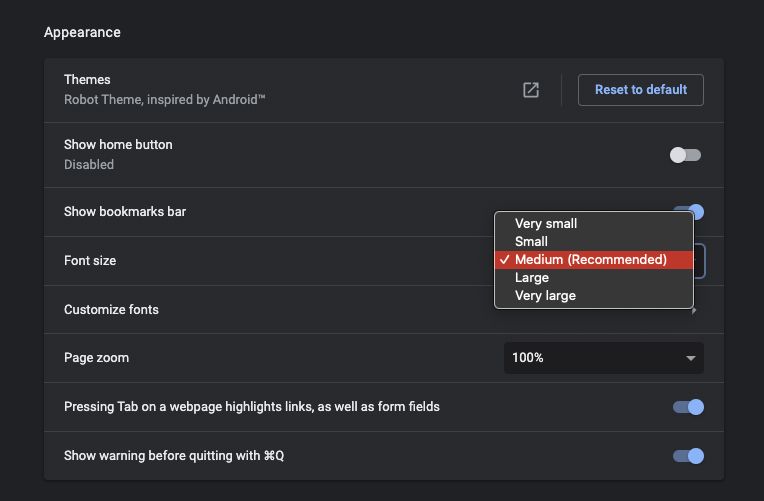 Appearance
Themes
Robot Theme, inspired by Android™
Reset to default
Show home button
Disabled
Show bookmarks bar
Font size
Very small
Small
✓ Medium (Recommended)
Large
Very large
Customize fonts
Page zoom
100%
Pressing Tab on a webpage highlights links, as well as form fields
Show warning before quitting with ⌘Q